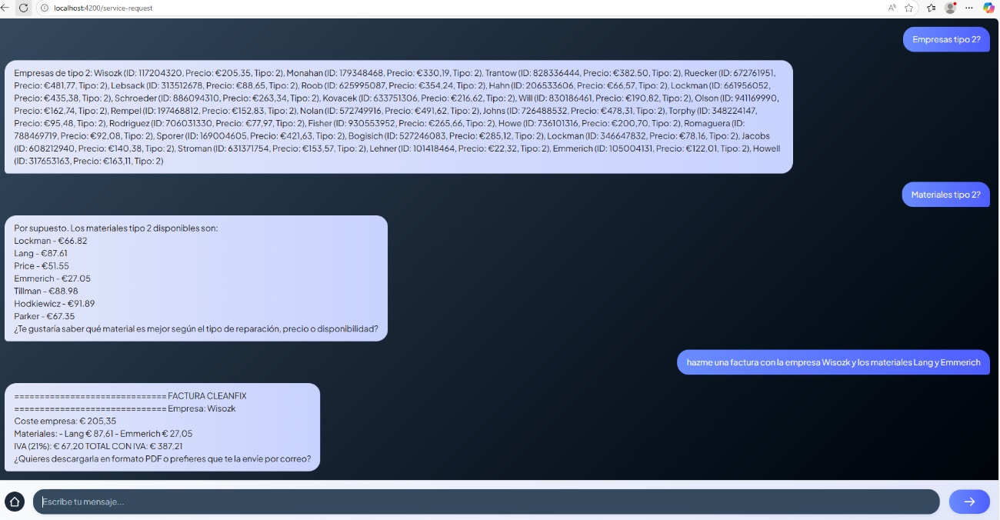 localhost:4200/service-request
Empresas tipo 2?
Empresas de tipo 2: Wisozk (ID: 117204320, Precio: €205,35, Tipo: 2), Monahan (ID: 179348468, Precio: €330,19, Tipo: 2), Trantow (ID: 828336444, Precio: €382,50, Tipo: 2), Ruecker (ID: 672761951,
Precio: €481,77, Tipo: 2), Lebsack (ID: 313512678, Precio: €88,65, Tipo: 2), Roob (ID: 625995087, Precio: €354,24, Tipo: 2), Hahn (ID: 206533606, Precio: €66,57, Tipo: 2), Lockman (ID: 661956052,
Precio: €435,38, Tipo: 2), Schroeder (ID: 886094310, Precio: €263,34, Tipo: 2), Kovacek (ID: 633751306, Precio: €216,62, Tipo: 2), Will (ID: 830186461, Precio: €190,82, Tipo: 2), Olson (ID: 941169990,
Precio: €162,74, Tipo: 2), Rempel (ID: 197468812, Precio: €152,83, Tipo: 2), Nolan (ID: 572749916, Precio: €491,62, Tipo: 2), Johns (ID: 726488532, Precio: €478,31, Tipo: 2), Torphy (ID: 348224147,
Precio: €95,48, Tipo: 2), Rodriguez (ID: 706031330, Precio: €77,97, Tipo: 2), Fisher (ID: 930553952, Precio: €265,66, Tipo: 2), Howe (ID: 736101316, Precio: €200,70, Tipo: 2), Romaguera (ID:
788469719, Precio: €92,08, Tipo: 2), Sporer (ID: 169004605, Precio: €421,63, Tipo: 2), Bogisich (ID: 527246083, Precio: €285,12, Tipo: 2), Lockman (ID: 346647832, Precio: €78,16, Tipo: 2), Jacobs
(ID: 608212940, Precio: €140,38, Tipo: 2), Stroman (ID: 631371754, Precio: €153,57, Tipo: 2), Lehner (ID: 101418464, Precio: €22,32, Tipo: 2), Emmerich (ID: 105004131, Precio: €122,01, Tipo: 2), Howell
(ID: 317653163, Precio: €163,11, Tipo: 2)
Materiales tipo 2?
Por supuesto. Los materiales tipo 2 disponibles son:
Lockman - €66.82
Lang - €87.61
Price - €51.55
Emmerich - €27.05
Tillman - €88.98
Hodkiewicz - €91.89
Parker - €67.35
¿Te gustaría saber qué material es mejor según el tipo de reparación, precio o disponibilidad?
hazme una factura con la empresa Wisozk y los materiales Lang y Emmerich
============================== FACTURA CLEANFIX
============================== Empresa: Wisozk
Coste empresa: € 205,35
Materiales: - Lang € 87,61 - Emmerich € 27,05
IVA (21%): € 67,20 TOTAL CON IVA: € 387,21
¿Quieres descargarla en formato PDF o prefieres que te la envíe por correo?
Escribe tu mensaje...